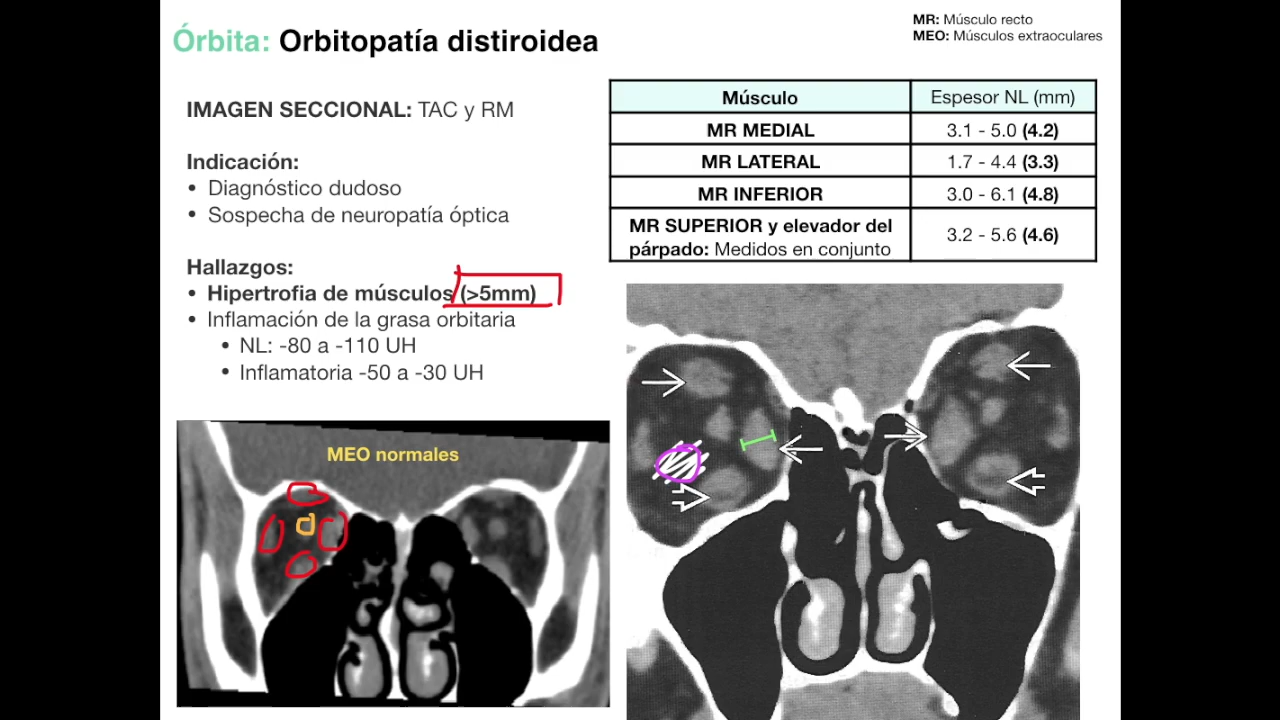 Órbita: Orbitopatía distiroidea
MR: Músculo recto
MEO: Músculos extraoculares
IMAGEN SECCIONAL: TAC y RM
Indicación:
• Diagnóstico dudoso
• Sospecha de neuropatía óptica
Hallazgos:
• Hipertrofia de músculos (>5mm)
• Inflamación de la grasa orbitaria
• NL: -80 a -110 UH
• Inflamatoria -50 a -30 UH
Músculo Espesor NL (mm)
MR MEDIAL 3.1 - 5.0 (4.2)
MR LATERAL 1.7 - 4.4 (3.3)
MR INFERIOR 3.0 - 6.1 (4.8)
MR SUPERIOR y elevador del
párpado: Medidos en conjunto 3.2 - 5.6 (4.6)
MEO normales